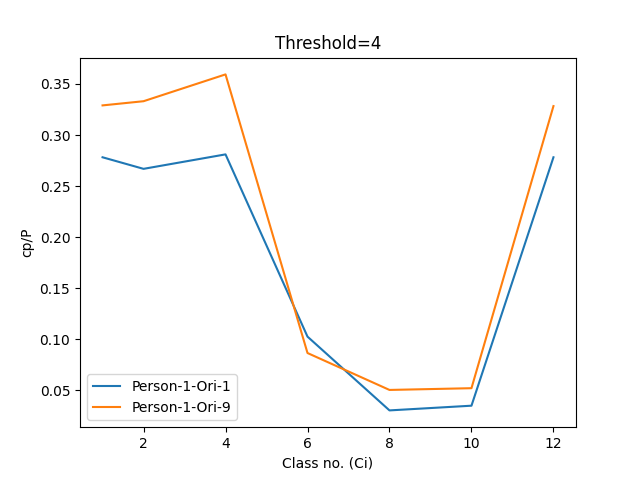 Threshold=4
cp/P
0.35
0.30
0.25
0.20
0.15
0.10
0.05
Person-1-Ori-1
Person-1-Ori-9
2 4 6 8 10 12
Class no. (Ci)